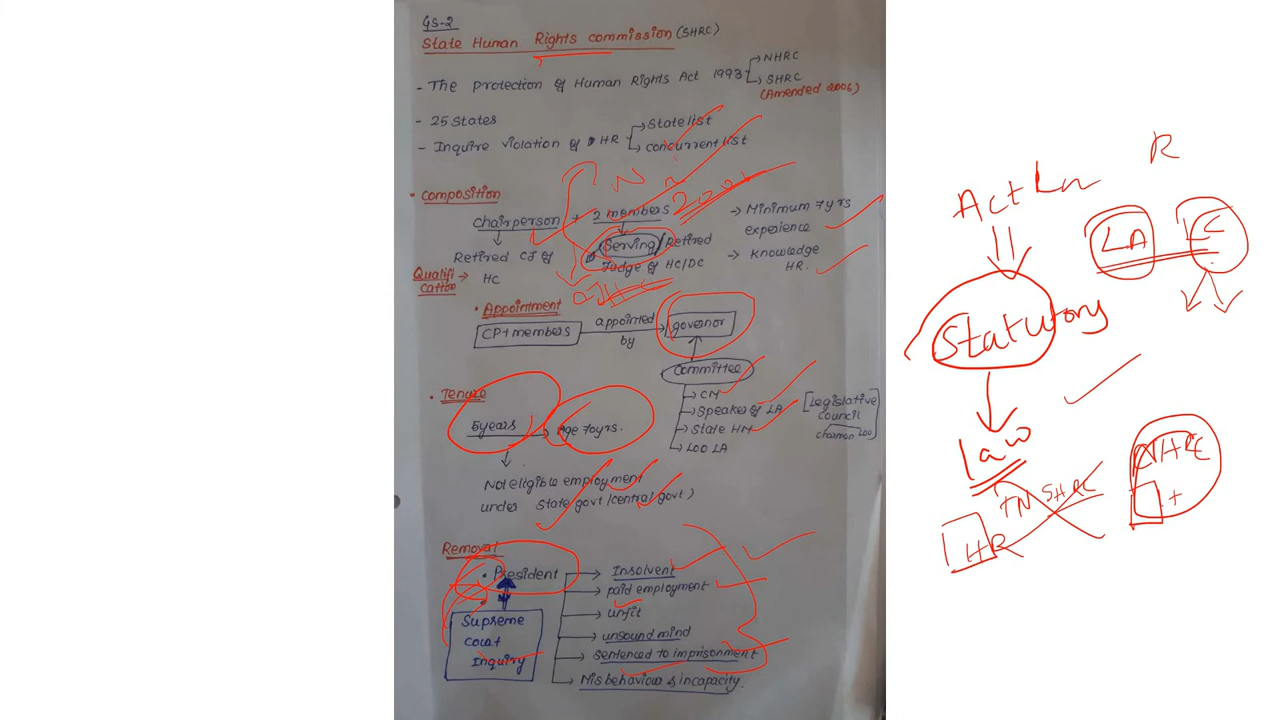 GS-2
State Human Rights commission (SHRC)
- The protection of Human Rights Act 1993 NHRC
SHRC
(Amended 2006)
- 25 States
- Inquire violation of HR State list
concurrent list
• Composition
chairperson + 2 members
Retired CJ of HC
Serving/Retired
Judge of HC/DC
→ Minimum 7 yrs experience
→ Knowledge HR.
Qualification →
• Appointment
CP + members appointed by governor
Committee
→ CM
→ Speaker of LA
→ State HM
→ LOO LA
[Legislative council
chairman LOO]
• Tenure
5 years → Age 70 yrs.
Not eligible employment
under State govt / central govt)
Removal
• President
Supreme
Court
Inquiry
→ Insolvent
→ paid employment
→ unfit
→ unsound mind
→ Sentenced to imprisonment
→ Misbehaviour & incapacity.
R
Act
LA
LC
Statutory
law
TN SHRC
HR
NHRC
+